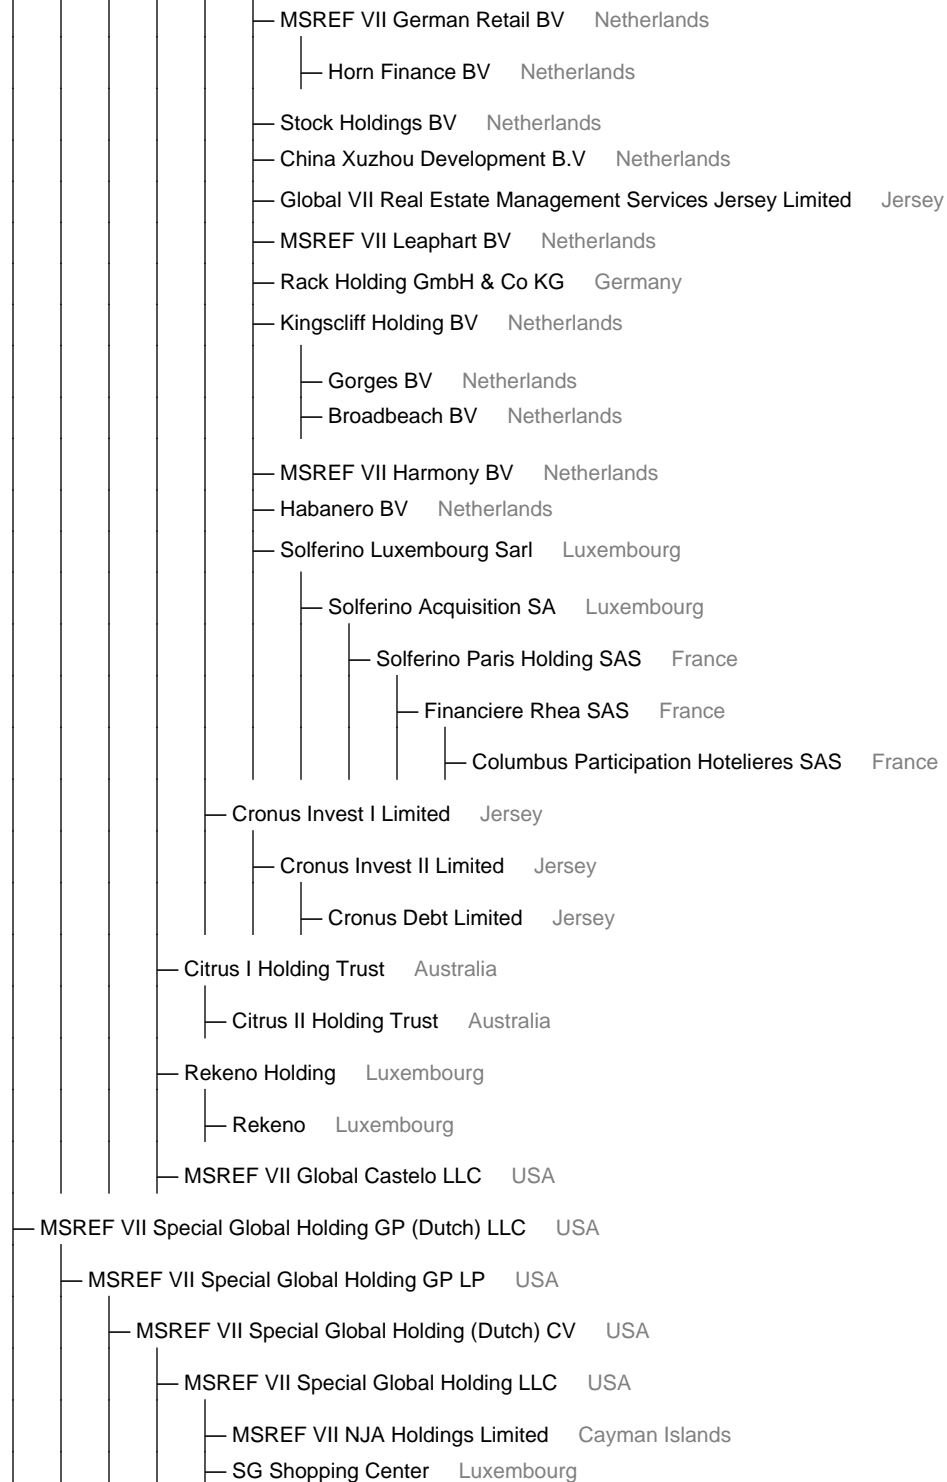 MSREF VII German Retail BV Netherlands
Horn Finance BV Netherlands
Stock Holdings BV Netherlands
China Xuzhou Development B.V Netherlands
Global VII Real Estate Management Services Jersey Limited Jersey
MSREF VII Leaphart BV Netherlands
Rack Holding GmbH & Co KG Germany
Kingscliff Holding BV Netherlands
Gorges BV Netherlands
Broadbeach BV Netherlands
MSREF VII Harmony BV Netherlands
Habanero BV Netherlands
Solferino Luxembourg Sarl Luxembourg
Solferino Acquisition SA Luxembourg
Solferino Paris Holding SAS France
Financiere Rhea SAS France
Columbus Participation Hotelieres SAS France
Cronus Invest I Limited Jersey
Cronus Invest II Limited Jersey
Cronus Debt Limited Jersey
Citrus I Holding Trust Australia
Citrus II Holding Trust Australia
Rekeno Holding Luxembourg
Rekeno Luxembourg
MSREF VII Global Castelo LLC USA
MSREF VII Special Global Holding GP (Dutch) LLC USA
MSREF VII Special Global Holding GP LP USA
MSREF VII Special Global Holding (Dutch) CV USA
MSREF VII Special Global Holding LLC USA
MSREF VII NJA Holdings Limited Cayman Islands
SG Shopping Center Luxembourg